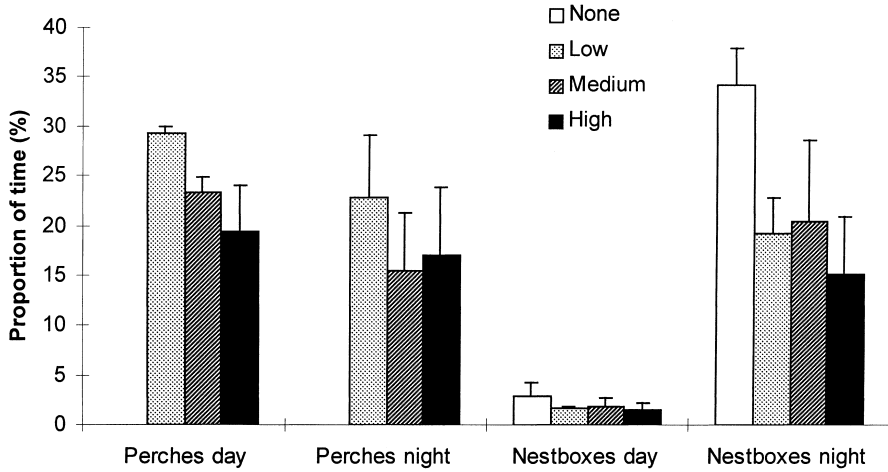 None
Low
Medium
High
Proportion of time (%)
40
35
30
25
20
15
10
5
0
Perches day Perches night Nestboxes day Nestboxes night